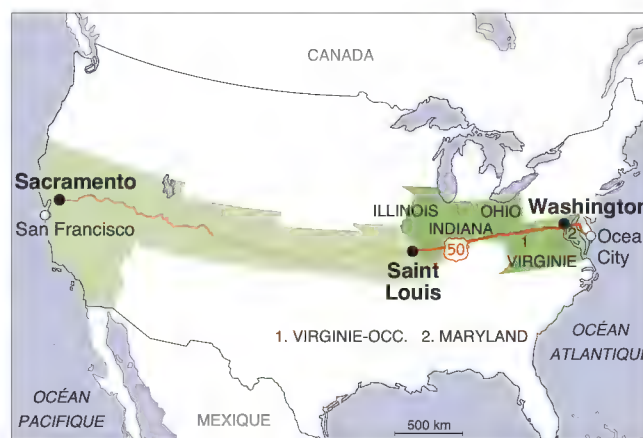 CANADA
Sacramento
San Francisco
ILLINOIS
OHIO
INDIANA
Washington
50
1
2
VIRGINIE
Ocea
City
Saint
Louis
1. VIRGINIE-OCC. 2. MARYLAND
OCÉAN
ATLANTIQUE
OCÉAN
PACIFIQUE
MEXIQUE
500 km